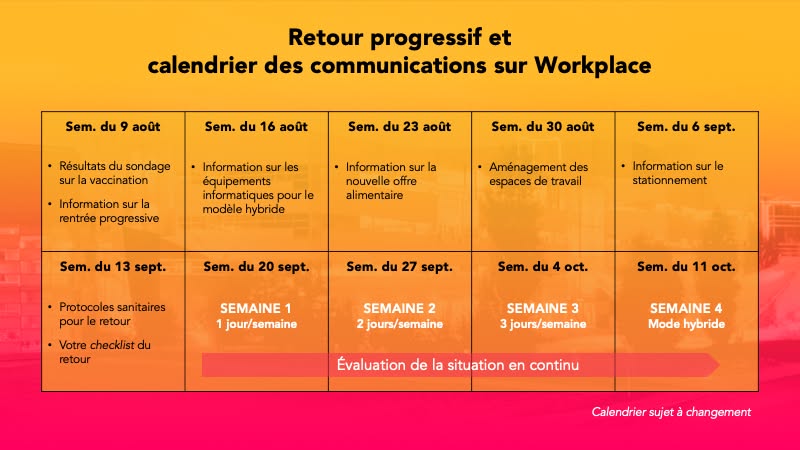 Retour progressif et
calendrier des communications sur Workplace
Sem. du 9 août
• Résultats du sondage
sur la vaccination
• Information sur la
rentrée progressive
Sem. du 16 août
• Information sur les
équipements
informatiques pour le
modèle hybride
Sem. du 23 août
• Information sur la
nouvelle offre
alimentaire
Sem. du 30 août
• Aménagement des
espaces de travail
Sem. du 6 sept.
• Information sur le
stationnement
Sem. du 13 sept.
• Protocoles sanitaires
pour le retour
• Votre checklist du
retour
Sem. du 20 sept.
SEMAINE 1
1 jour/semaine
Sem. du 27 sept.
SEMAINE 2
2 jours/semaine
Sem. du 4 oct.
SEMAINE 3
3 jours/semaine
Sem. du 11 oct.
SEMAINE 4
Mode hybride
Évaluation de la situation en continu
Calendrier sujet à changement